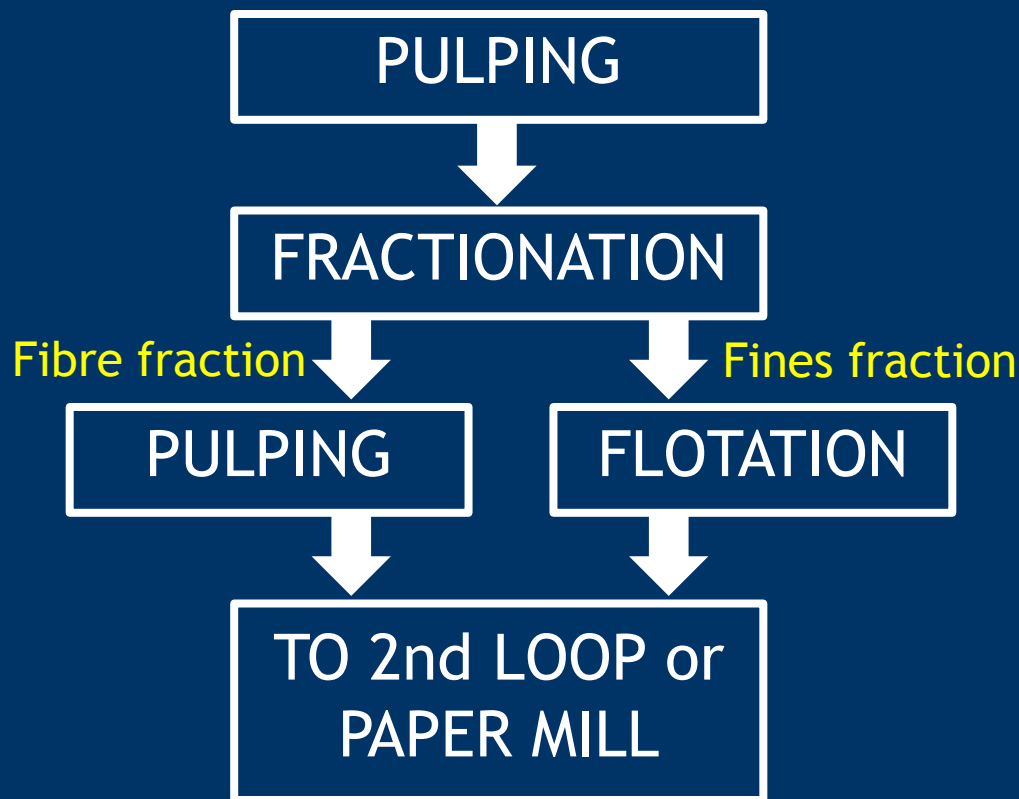 PULPING
FRACTIONATION
Fibre fraction
Fines fraction
PULPING
FLOTATION
TO 2nd LOOP or
PAPER MILL